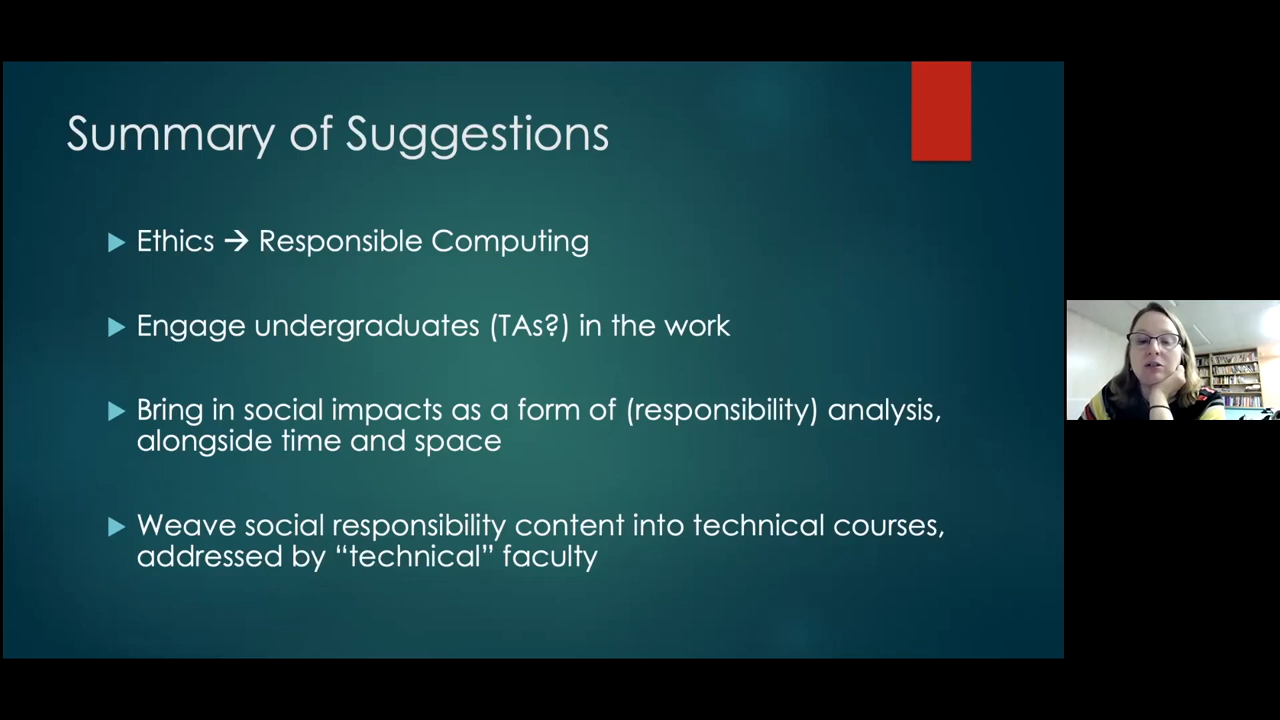 Summary of Suggestions
Ethics → Responsible Computing
Engage undergraduates (TAs?) in the work
Bring in social impacts as a form of (responsibility) analysis,
alongside time and space
Weave social responsibility content into technical courses,
addressed by “technical” faculty